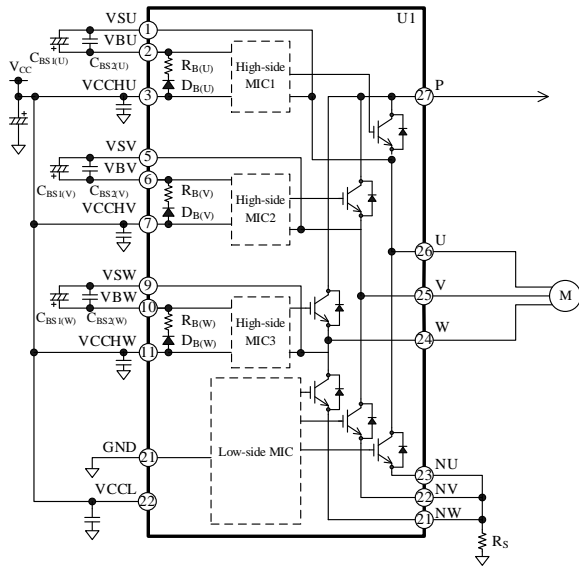 U1
VSU
1
CBS1(U)
CBS2(U)
VBU
2
VCC
RB(U)
DB(U)
High-side
MIC1
VCCHU
3
27
P
VSV
5
CBS1(V)
CBS2(V)
VBV
6
RB(V)
DB(V)
High-side
MIC2
VCCHV
7
26
U
25
V
M
VSW
9
CBS1(W)
CBS2(W)
VBW
10
RB(W)
DB(W)
High-side
MIC3
24
W
VCCHW
11
Low-side MIC
GND
21
VCCL
22
23
NU
22
NV
21
NW
RS